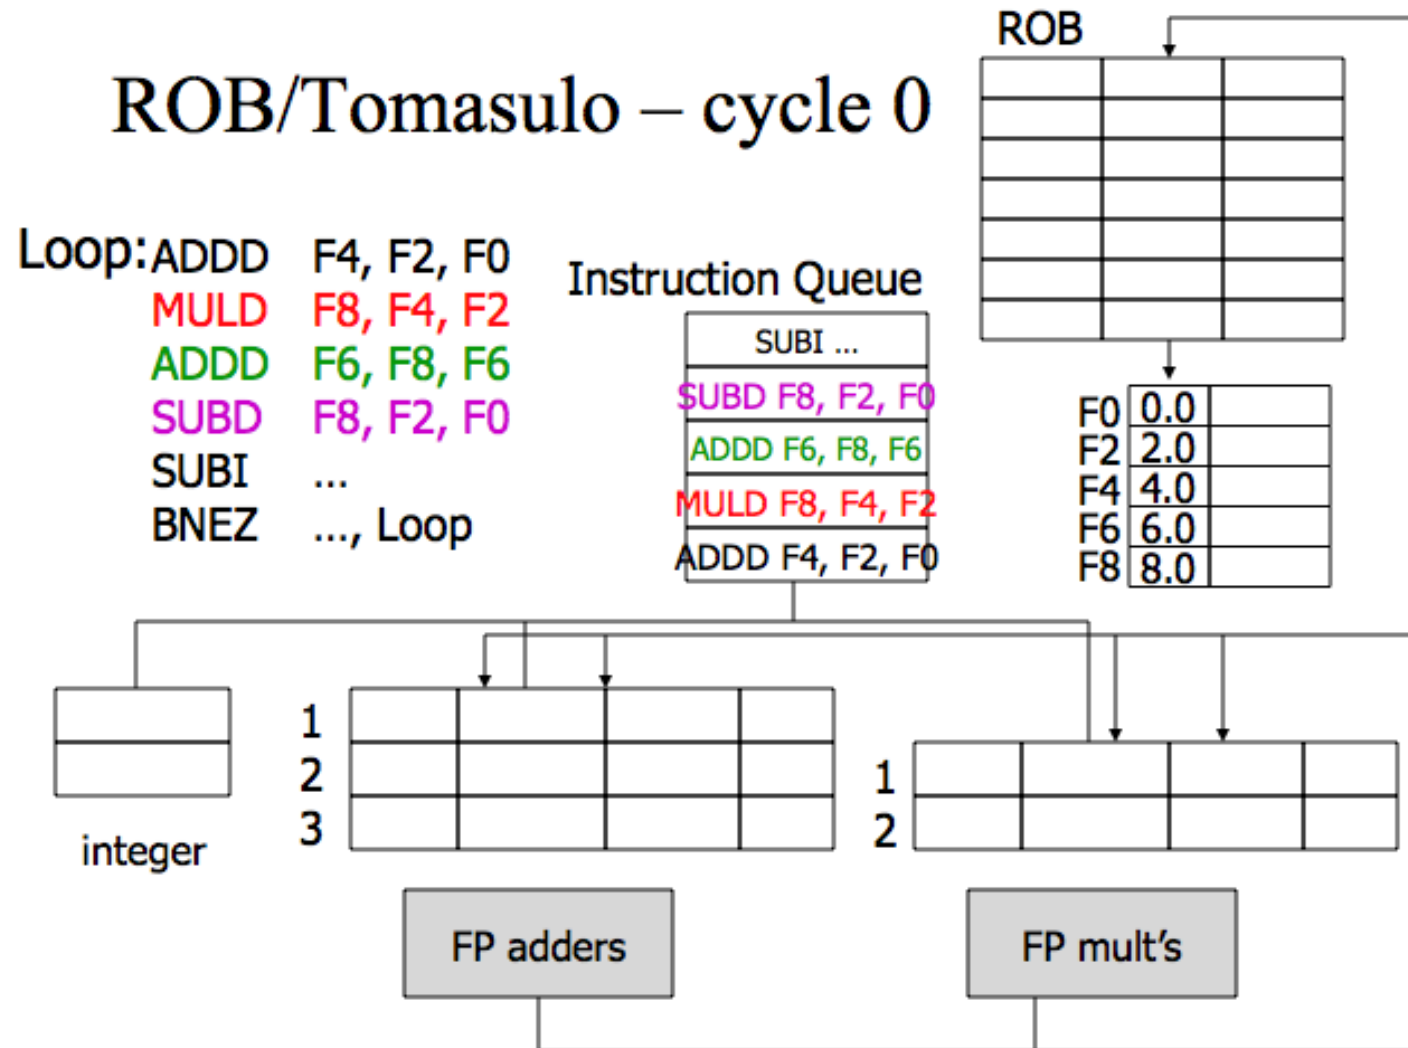 ROB
ROB/Tomasulo – cycle 0
Loop: ADDD F4, F2, F0
MULD F8, F4, F2
ADDD F6, F8, F6
SUBD F8, F2, F0
SUBI ...
BNEZ ..., Loop
Instruction Queue
SUBI ...
SUBD F8, F2, F0
ADDD F6, F8, F6
MULD F8, F4, F2
ADDD F4, F2, F0
F0 0.0
F2 2.0
F4 4.0
F6 6.0
F8 8.0
integer
1
2
3
1
2
FP adders
FP mult's